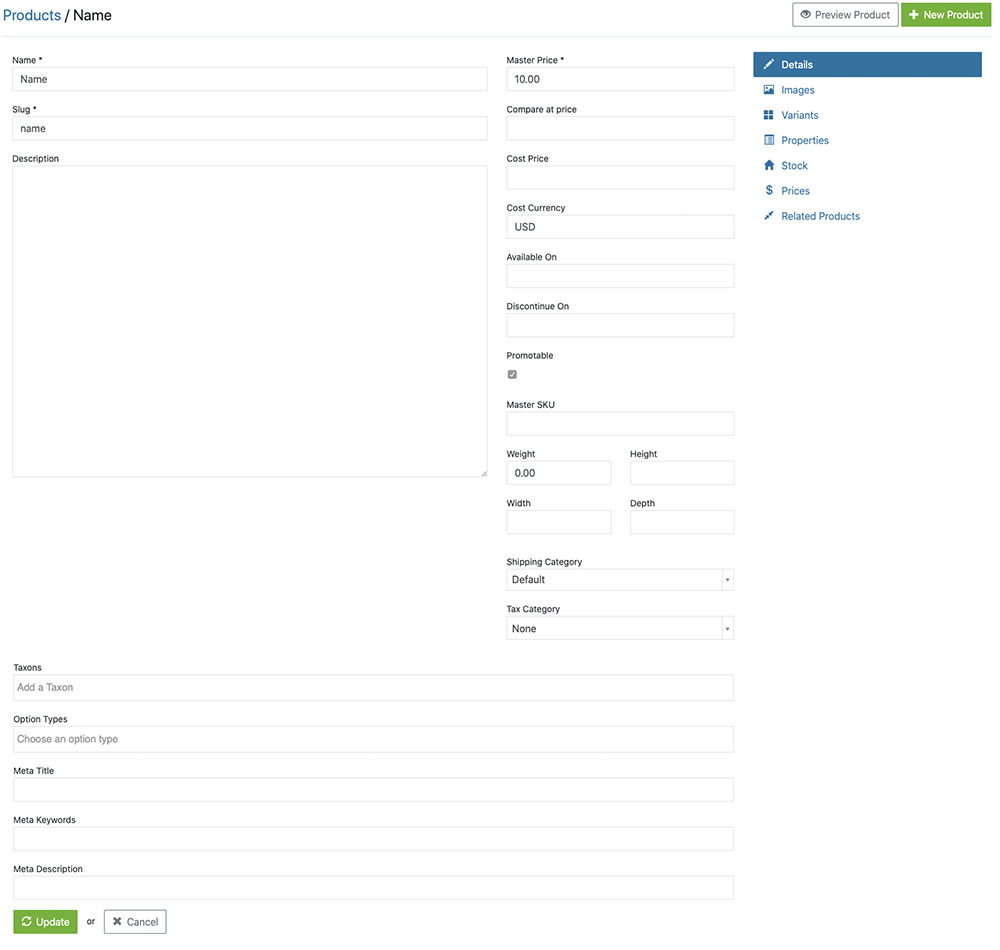 Products / Name
Preview Product
New Product
Name *
Name
Slug *
name
Description
Master Price *
10.00
Compare at price
Cost Price
Cost Currency
USD
Available On
Discontinue On
Promotable
Master SKU
Weight Height
0.00
Width Depth
Shipping Category
Default
Tax Category
None
Details
Images
Variants
Properties
Stock
$ Prices
Related Products
Taxons
Add a Taxon
Option Types
Choose an option type
Meta Title
Meta Keywords
Meta Description
Update or Cancel